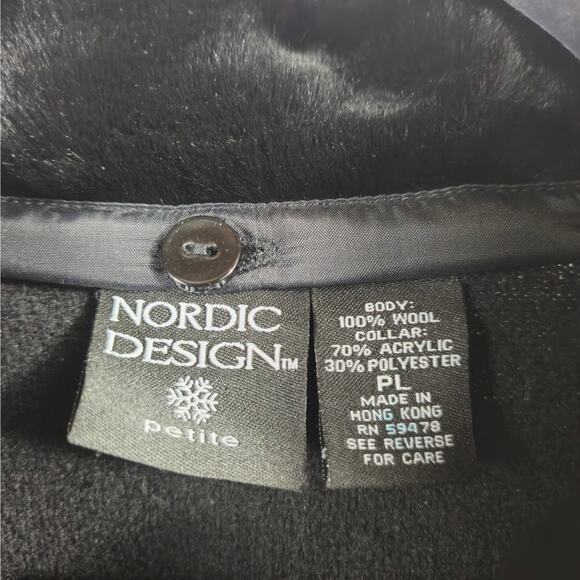 NORDIC
DESIGN™
petite
BODY:
100% WOOL
COLLAR:
70% ACRYLIC
30% POLYESTER
PL
MADE IN
HONG KONG
RN 59478
SEE REVERSE
FOR CARE